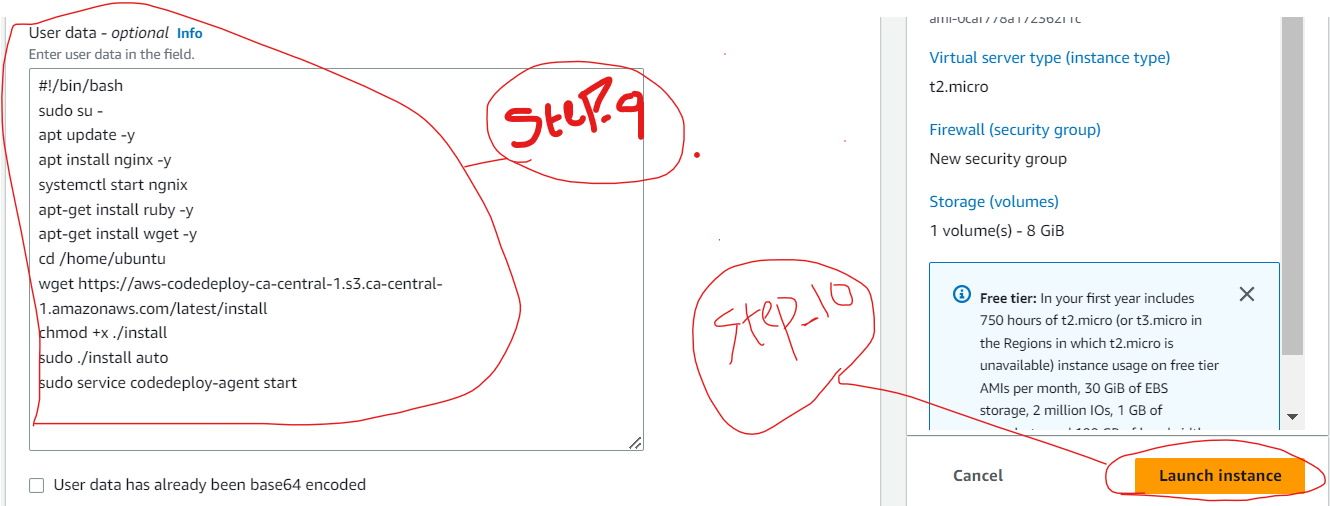 User data - optional Info
Enter user data in the field.
#!/bin/bash
sudo su -
apt update -y
apt install nginx -y
systemctl start ngnix
apt-get install ruby -y
apt-get install wget -y
cd /home/ubuntu
wget https://aws-codedeploy-ca-central-1.s3.ca-central-
1.amazonaws.com/latest/install
chmod +x ./install
sudo ./install auto
sudo service codedeploy-agent start
User data has already been base64 encoded
Step.9
Step_10
Virtual server type (instance type)
t2.micro
Firewall (security group)
New security group
Storage (volumes)
1 volume(s) - 8 GiB
Free tier: In your first year includes
750 hours of t2.micro (or t3.micro in
the Regions in which t2.micro is
unavailable) instance usage on free tier
AMIs per month, 30 GiB of EBS
storage, 2 million IOs, 1 GB of
Cancel
Launch instance